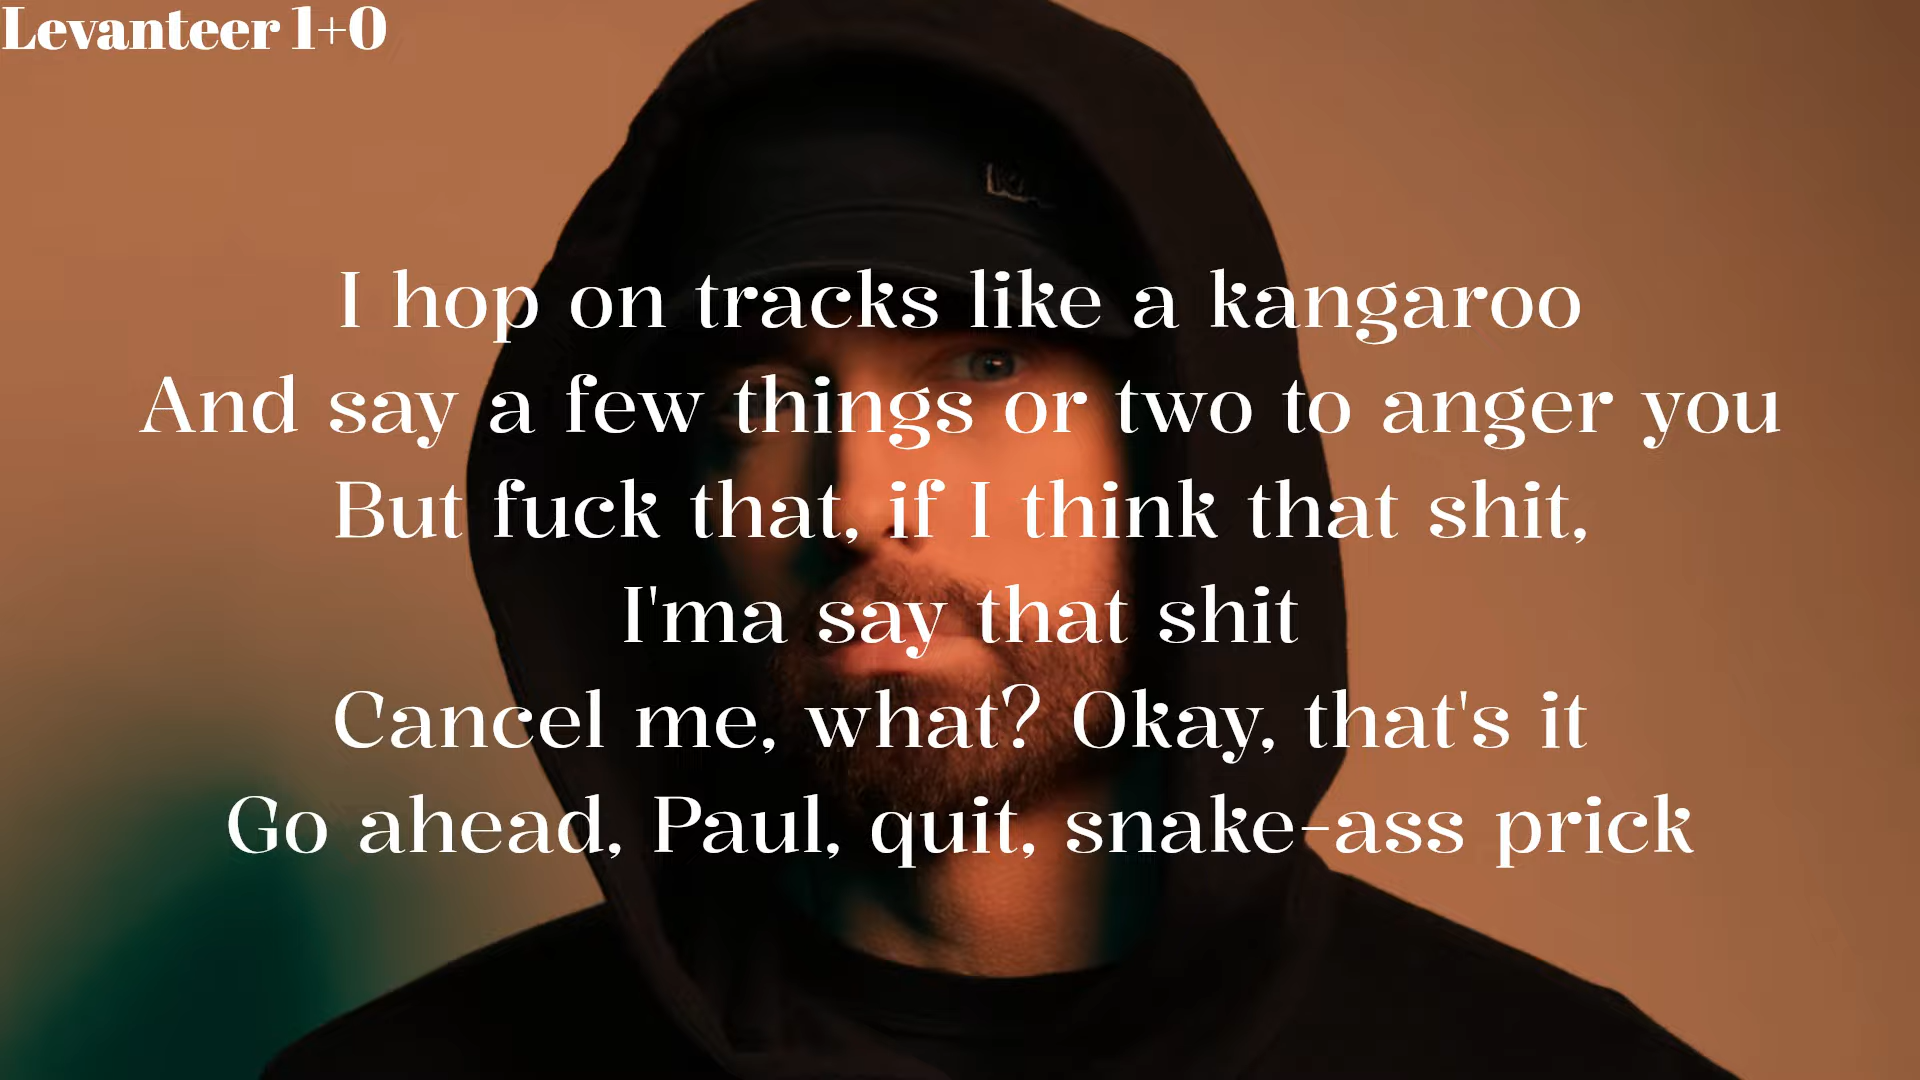 Levanteer 1+0
I hop on tracks like a kangaroo
And say a few things or two to anger you
But fuck that, if I think that shit,
I'ma say that shit
Cancel me, what? Okay, that's it
Go ahead, Paul, quit, snake-ass prick